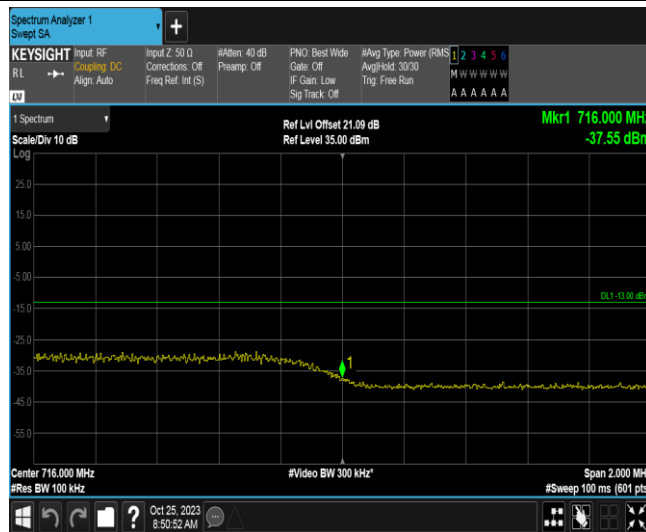 Spectrum Analyzer 1
Swept SA
+
KEYSIGHT
RL
LXI
Input: RF
Coupling: DC
Align: Auto
Input Z: 50 Ω
Corrections: Off
Freq Ref: Int (S)
#Atten: 40 dB
Preamp: Off
PNO: Best Wide
Gate: Off
IF Gain: Low
Sig Track: Off
#Avg Type: Power (RMS
Avg|Hold: 30/30
Trig: Free Run
1 2 3 4 5 6
M W W W W W
A A A A A A
1 Spectrum
Scale/Div 10 dB
Log
Ref Lvl Offset 21.09 dB
Ref Level 35.00 dBm
Mkr1 716.000 MHz
-37.55 dBm
25.0
15.0
5.00
-5.00
DL1 -13.00 dBm
-15.0
-25.0
-35.0
1
-45.0
-55.0
Center 716.000 MHz
#Res BW 100 kHz
#Video BW 300 kHz*
Span 2.000 MH
#Sweep 100 ms (601 pts
?
Oct 25, 2023
8:50:52 AM